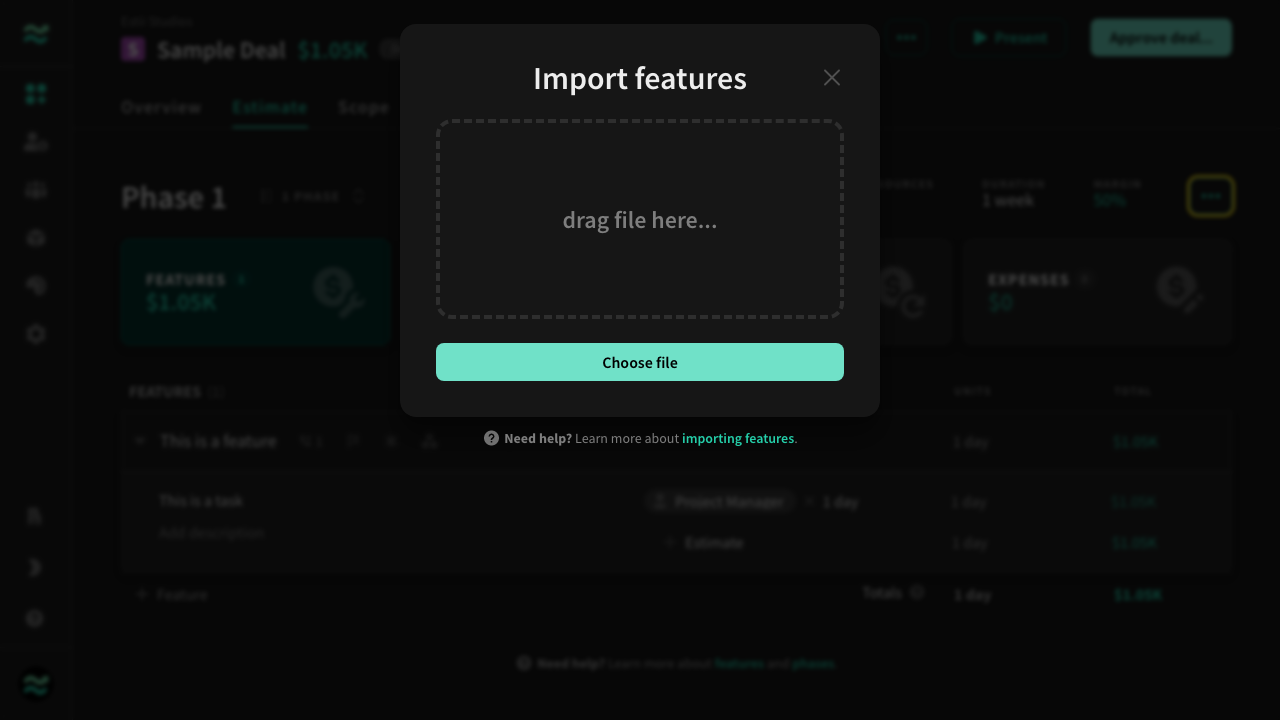 S Sample Deal $1.05K
Present
Approve deal...
Overview Estimate Scope
Import features
drag file here...
Choose file
Need help? Learn more about importing features.
Phase 1
1 PHASE
DURATION
1 week
MARGIN
50%
FEATURES
$1.05K
EXPENSES
$0
FEATURES
UNITS TOTAL
This is a feature
1 day $1.05K
This is a task
Project Manager × 1 day
1 day $1.05K
Add description
+ Estimate
1 day $1.05K
+ Feature
Totals
1 day $1.05K
Need help? Learn more about features and phases